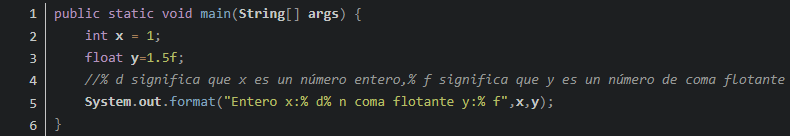 1 public static void main(String[] args) {
2 int x = 1;
3 float y=1.5f;
4 //% d significa que x es un número entero,% f significa que y es un número de coma flotante
5 System.out.format("Entero x:% d% n coma flotante y:% f",x,y);
6 }